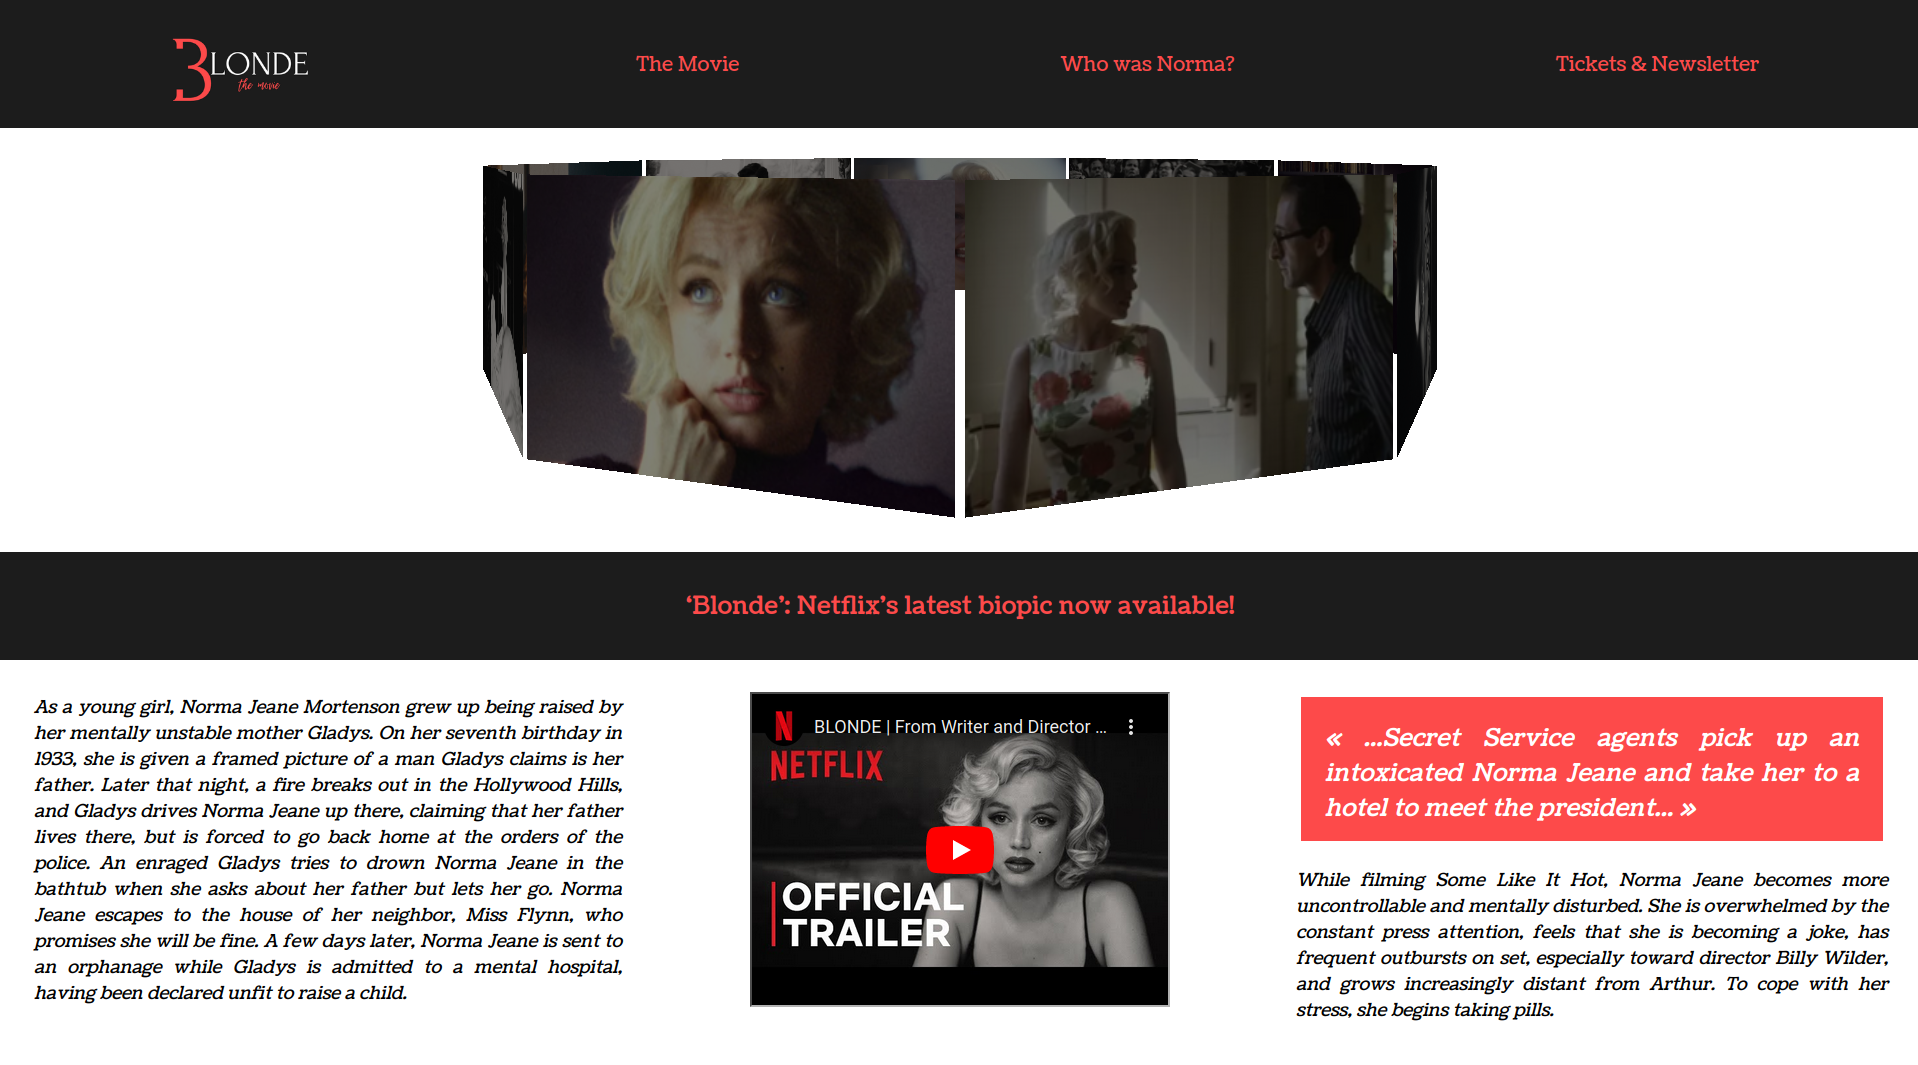 BLONDE
the movie
The Movie
Who was Norma?
Tickets & Newsletter
‘Blonde’: Netflix’s latest biopic now available!
As a young girl, Norma Jeane Mortenson grew up being raised by
her mentally unstable mother Gladys. On her seventh birthday in
1933, she is given a framed picture of a man Gladys claims is her
father. Later that night, a fire breaks out in the Hollywood Hills,
and Gladys drives Norma Jeane up there, claiming that her father
lives there, but is forced to go back home at the orders of the
police. An enraged Gladys tries to drown Norma Jeane in the
bathtub when she asks about her father but lets her go. Norma
Jeane escapes to the house of her neighbor, Miss Flynn, who
promises she will be fine. A few days later, Norma Jeane is sent to
an orphanage while Gladys is admitted to a mental hospital,
having been declared unfit to raise a child.
N
BLONDE | From Writer and Director ...
NETFLIX
OFFICIAL
TRAILER
« ...Secret Service agents pick up an
intoxicated Norma Jeane and take her to a
hotel to meet the president... »
While filming Some Like It Hot, Norma Jeane becomes more
uncontrollable and mentally disturbed. She is overwhelmed by the
constant press attention, feels that she is becoming a joke, has
frequent outbursts on set, especially toward director Billy Wilder,
and grows increasingly distant from Arthur. To cope with her
stress, she begins taking pills.